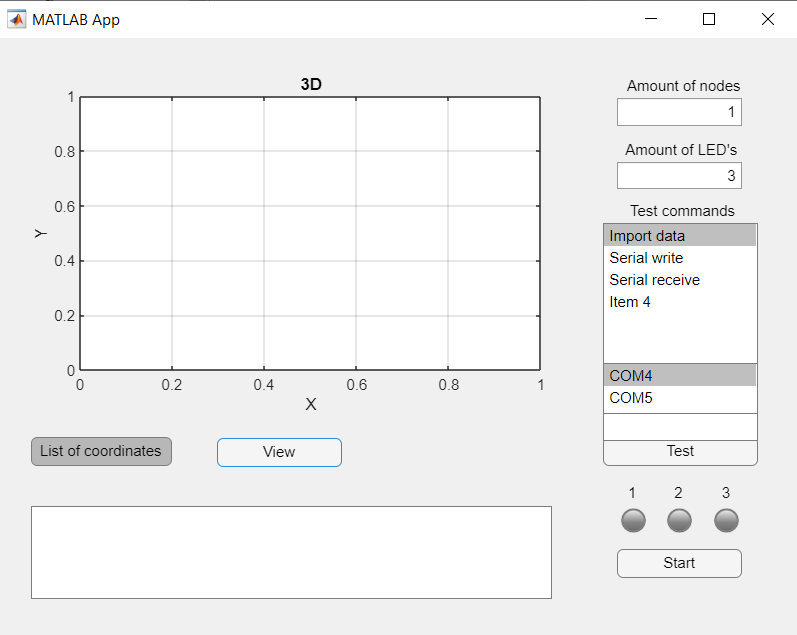 MATLAB App
3D
1
0.8
0.6
0.4
0.2
0
Y
0 0.2 0.4 0.6 0.8 1
X
List of coordinates
View
Amount of nodes
1
Amount of LED's
3
Test commands
Import data
Serial write
Serial receive
Item 4
COM4
COM5
Test
1 2 3
Start